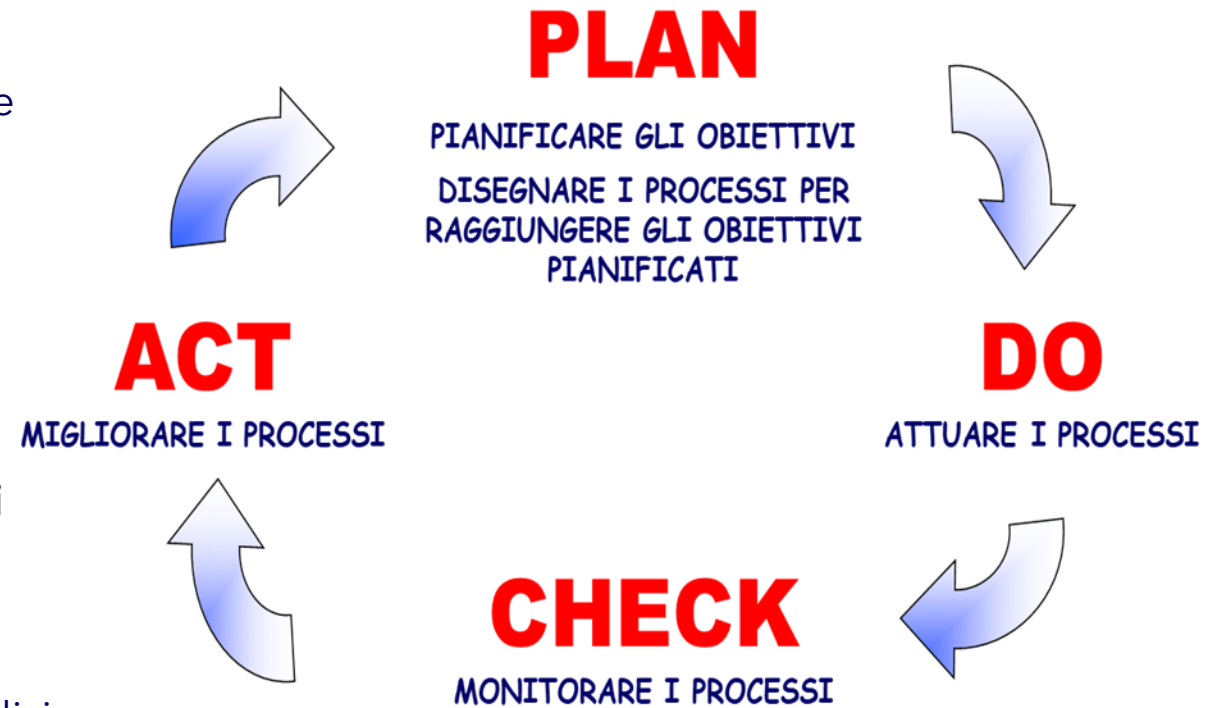 PLAN
e
PIANIFICARE GLI OBIETTIVI
DISEGNARE I PROCESSI PER
RAGGIUNGERE GLI OBIETTIVI
PIANIFICATI
ACT
DO
MIGLIORARE I PROCESSI
ATTUARE I PROCESSI
i
CHECK
MONITORARE I PROCESSI